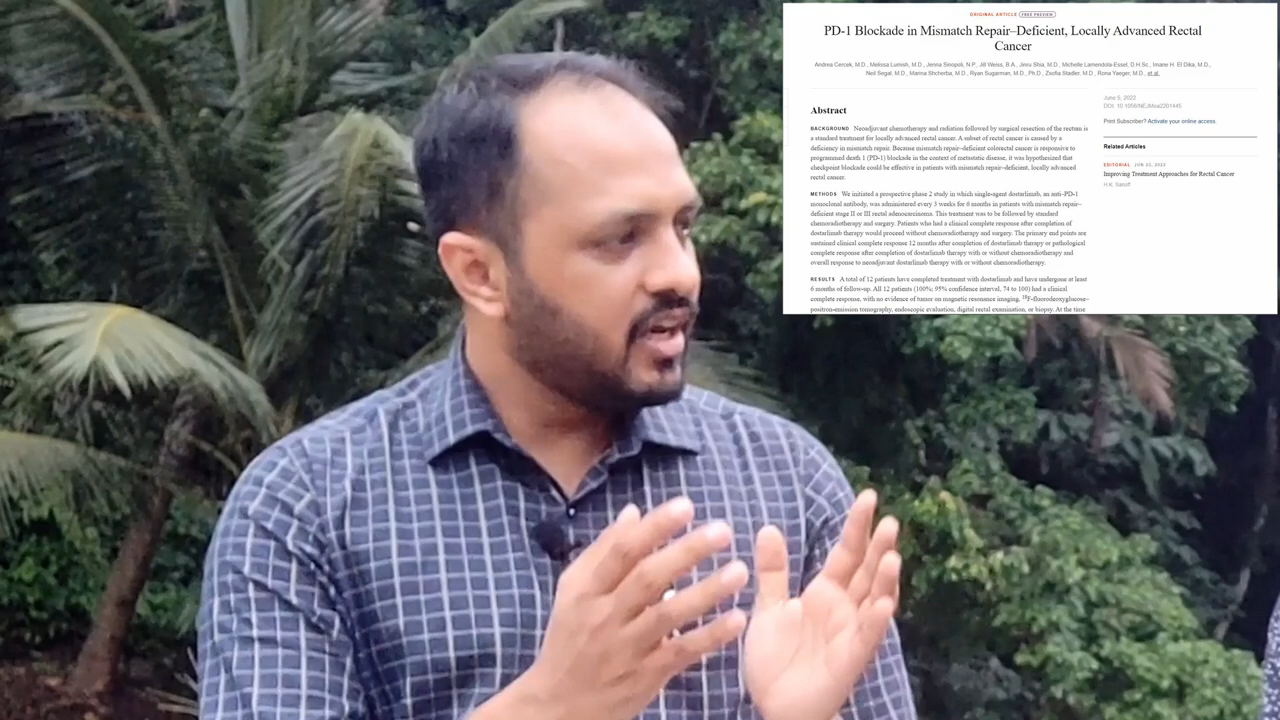 ORIGINAL ARTICLE FREE PREVIEW
PD-1 Blockade in Mismatch Repair–Deficient, Locally Advanced Rectal
Cancer
Andrea Cercek, M.D., Melissa Lumish, M.D., Jenna Sinopoli, N.P., Jill Weiss, B.A., Jinru Shia, M.D., Michelle Lamendola-Essel, D.H.Sc., Imane H. El Dika, M.D.,
Neil Segal, M.D., Marina Shcherba, M.D., Ryan Sugarman, M.D., Ph.D., Zsofia Stadler, M.D., Rona Yaeger, M.D., et al.
Abstract
BACKGROUND Neoadjuvant chemotherapy and radiation followed by surgical resection of the rectum is
a standard treatment for locally advanced rectal cancer. A subset of rectal cancer is caused by a
deficiency in mismatch repair. Because mismatch repair–deficient colorectal cancer is responsive to
programmed death 1 (PD-1) blockade in the context of metastatic disease, it was hypothesized that
checkpoint blockade could be effective in patients with mismatch repair–deficient, locally advanced
rectal cancer.
METHODS We initiated a prospective phase 2 study in which single-agent dostarlimab, an anti–PD-1
monoclonal antibody, was administered every 3 weeks for 6 months in patients with mismatch repair–
deficient stage II or III rectal adenocarcinoma. This treatment was to be followed by standard
chemoradiotherapy and surgery. Patients who had a clinical complete response after completion of
dostarlimab therapy would proceed without chemoradiotherapy and surgery. The primary end points are
sustained clinical complete response 12 months after completion of dostarlimab therapy or pathological
complete response after completion of dostarlimab therapy with or without chemoradiotherapy and
overall response to neoadjuvant dostarlimab therapy with or without chemoradiotherapy.
RESULTS A total of 12 patients have completed treatment with dostarlimab and have undergone at least
6 months of follow-up. All 12 patients (100%; 95% confidence interval, 74 to 100) had a clinical
complete response, with no evidence of tumor on magnetic resonance imaging, 18F-fluorodeoxyglucose–
positron-emission tomography, endoscopic evaluation, digital rectal examination, or biopsy. At the time
June 5, 2022
DOI: 10.1056/NEJMoa2201445
Print Subscriber? Activate your online access.
Related Articles
EDITORIAL JUN 23, 2022
Improving Treatment Approaches for Rectal Cancer
H.K. Sanoff